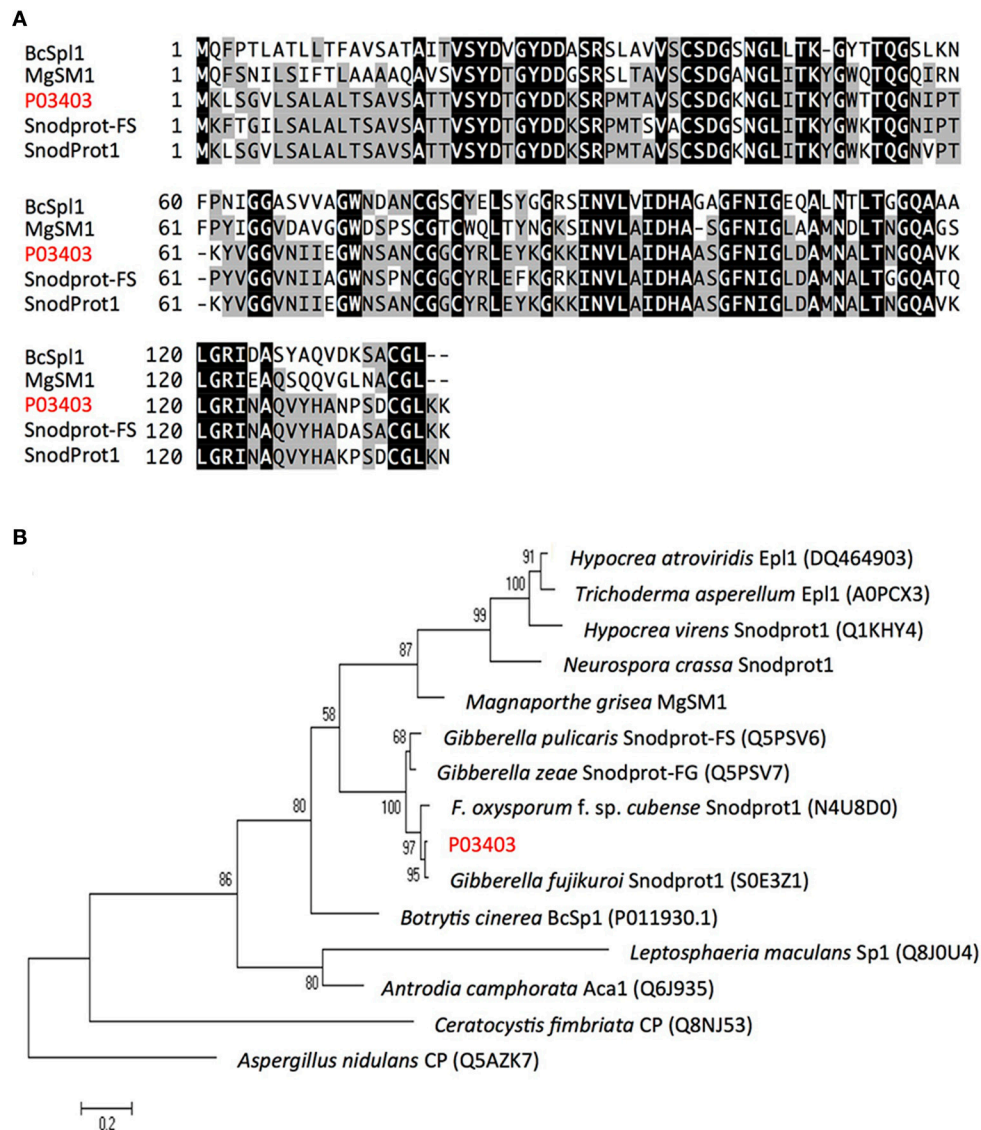 A
BcSpl1 1 MQFPTLATLLTFAVSATAITVSYDVGYDDASRSLAVVSCSDGSNGLLTK-GYTTQGSLKN
MgSM1 1 MQFSNILSIFTLAAAAQAVSVSYDTGYDDGSRSLTAVSCSDGANGLITKYGWQTQGQIRN
P03403 1 MKLSGVLSALALTSAVSATTVSYDTGYDDKSRPMTAVSCSDGKNGLITKYGWTTQGNIPT
Snodprot-FS 1 MKFTGILSALALTSAVSATTVSYDTGYDDKSRPMTSVACSDGKNGLITKYGWKTQGNIPT
SnodProt1 1 MKLSGVLSALALTSAVSATTVSYDTGYDDKSRPMTAVSCSDGKNGLITKYGWKTQGNVPT
BcSpl1 60 FPNIGGASVVAGWNDANCGSCYELSYGGRSINVLVIDHAGAGFNIGEQALNTLTGGQAAA
MgSM1 61 FPYIGGVDAVGGWDSPSCGTCWQLTYNGKSINVLAIDHA-SGFNIGLAAMNDLTNGQAGS
P03403 61 -KYVGGVNIIEGWNSANCGGCYRLEYKGKKINVLAIDHAASGFNIGLDAMNALTNGQAVK
Snodprot-FS 61 -PYVGGVNIIAGWNSPNCGGCYRLEFKGRKINVLAIDHAASGFNIGLDAMNALTGGQATQ
SnodProt1 61 -KYVGGVNIIEGWNSANCGGCYRLEYKGKKINVLAIDHAASGFNIGLDAMNALTNGQAVK
BcSpl1 120 LGRIDASYAQVDKSACGL--
MgSM1 120 LGRIEAQSQQVGLNACGL--
P03403 120 LGRINAQVYHANPSDCGLKK
Snodprot-FS 120 LGRINAQVYHADASACGLKK
SnodProt1 120 LGRINAQVYHAKPSDCGLKN
B
91 Hypocrea atroviridis Epl1 (DQ464903)
100 Trichoderma asperellum Epl1 (A0PCX3)
99 Hypocrea virens Snodprot1 (Q1KHY4)
87 Neurospora crassa Snodprot1
Magnaporthe grisea MgSM1
58 68 Gibberella pulicaris Snodprot-FS (Q5PSV6)
Gibberella zeae Snodprot-FG (Q5PSV7)
80 100 F. oxysporum f. sp. cubense Snodprot1 (N4U8D0)
97 P03403
86 95 Gibberella fujikuroi Snodprot1 (S0E3Z1)
Botrytis cinerea BcSp1 (P011930.1)
Leptosphaeria maculans Sp1 (Q8J0U4)
80 Antrodia camphorata Aca1 (Q6J935)
Ceratocystis fimbriata CP (Q8NJ53)
Aspergillus nidulans CP (Q5AZK7)
0.2